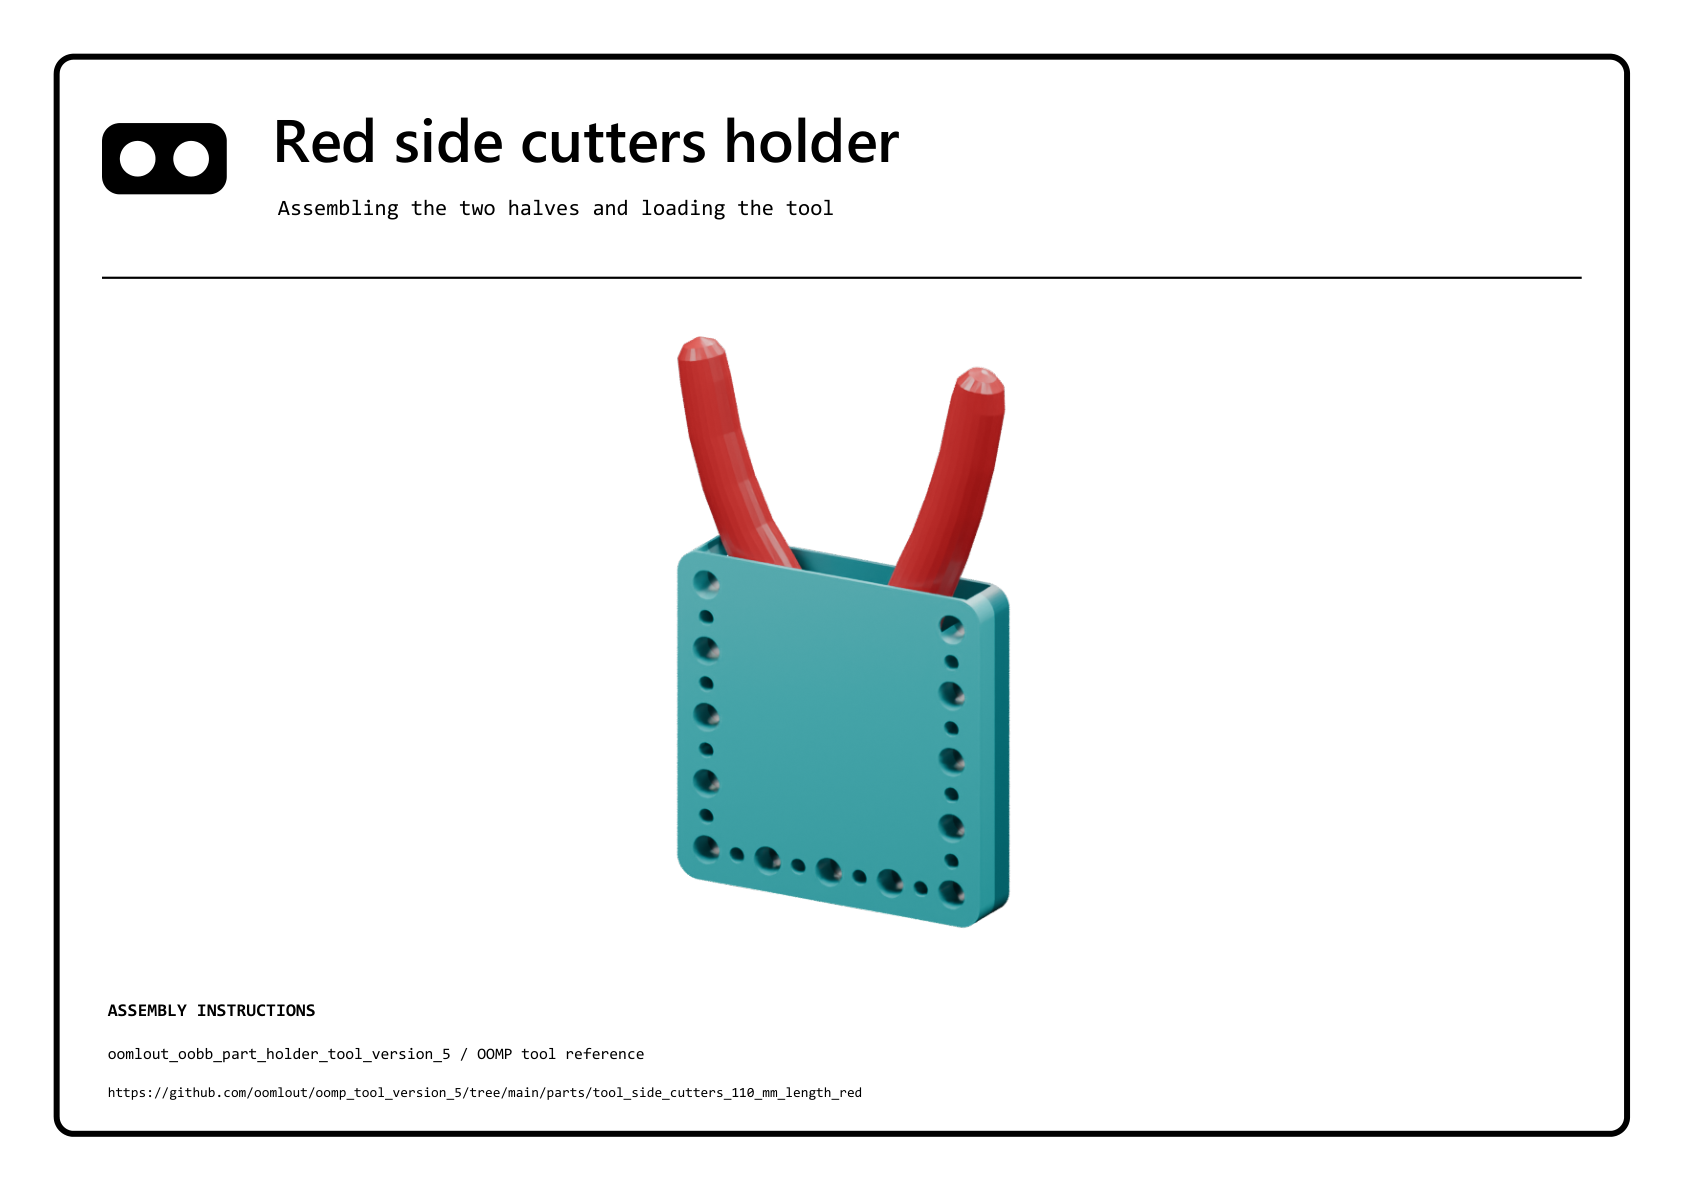 Red side cutters holder
Assembling the two halves and loading the tool
ASSEMBLY INSTRUCTIONS
oomlout_oobb_part_holder_tool_version_5 / OOMP tool reference
https://github.com/oomlout/oomp_tool_version_5/tree/main/parts/tool_side_cutters_110_mm_length_red